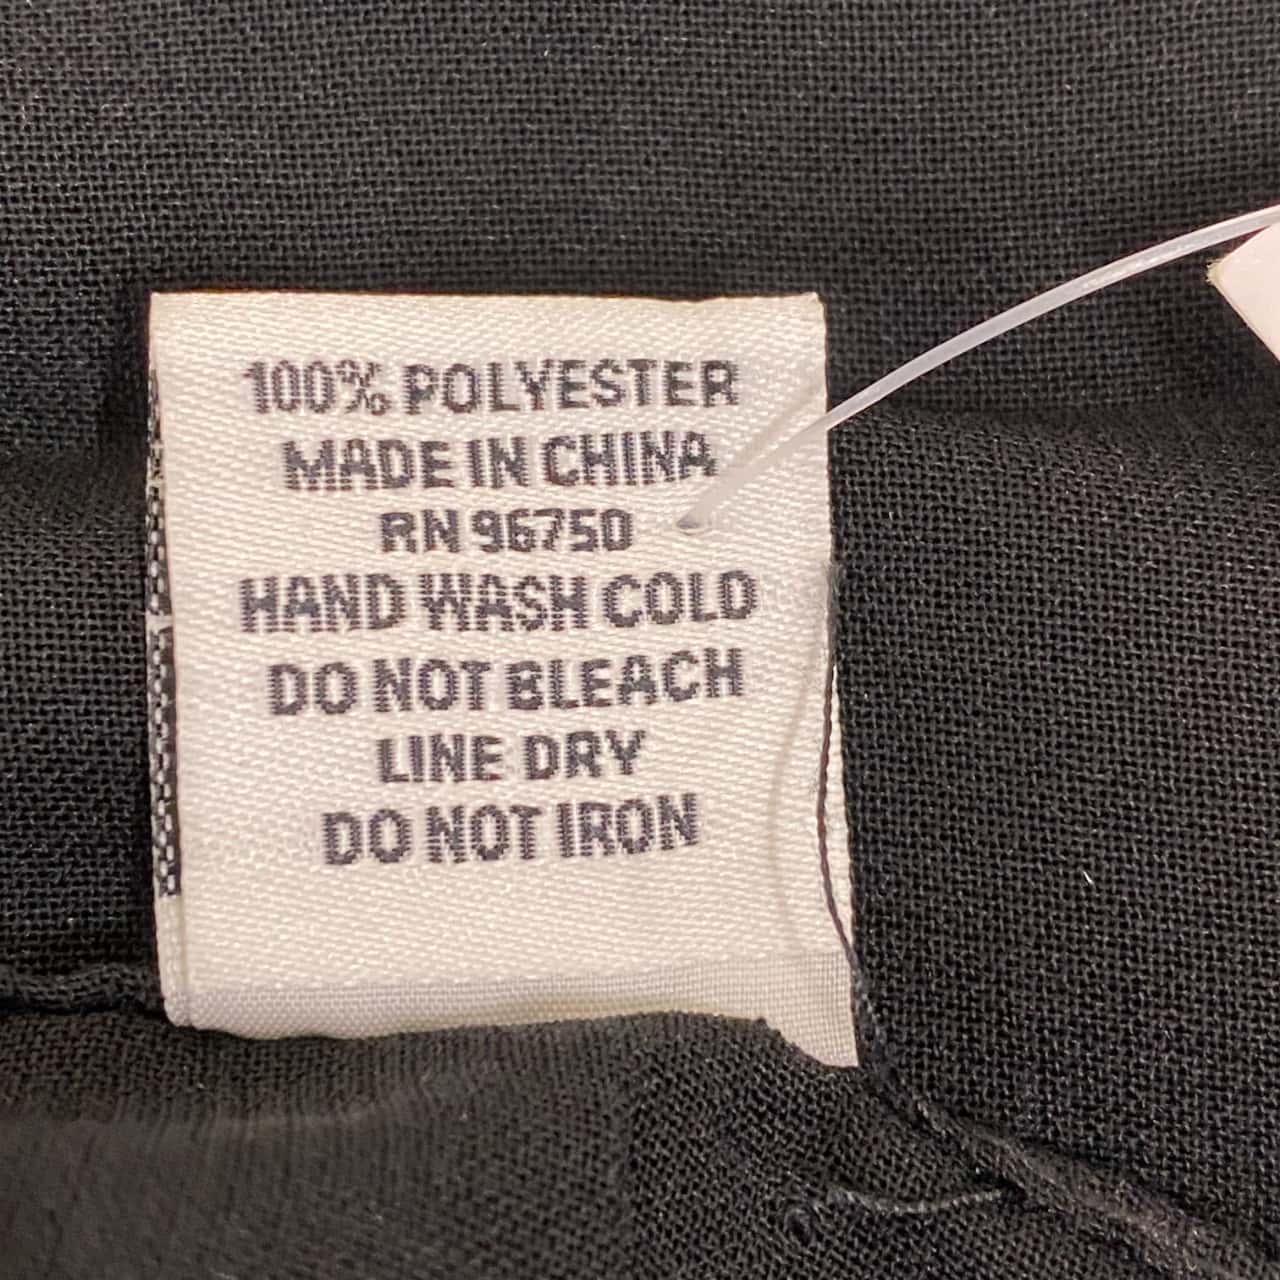 100% POLYESTER
MADE IN CHINA
RN 96750
HAND WASH COLD
DO NOT BLEACH
LINE DRY
DO NOT IRON